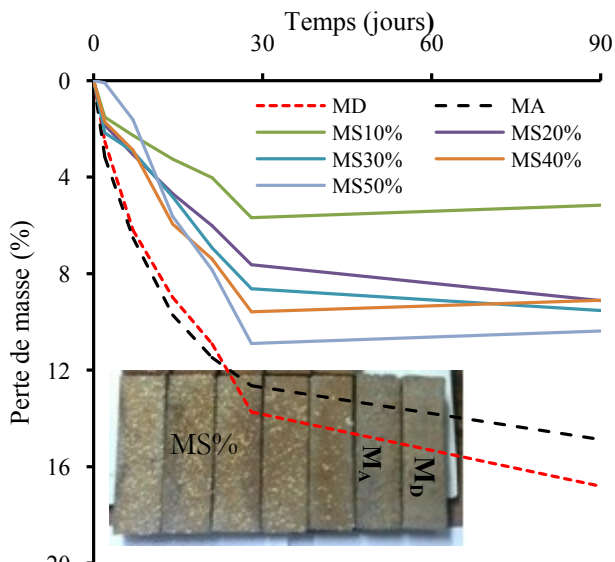 Temps (jours)
0 30 60 90
0
4
8
12
16
20
Perte de masse (%)
MD MA
MS10% MS20%
MS30% MS40%
MS50%
MS%
MA
MD